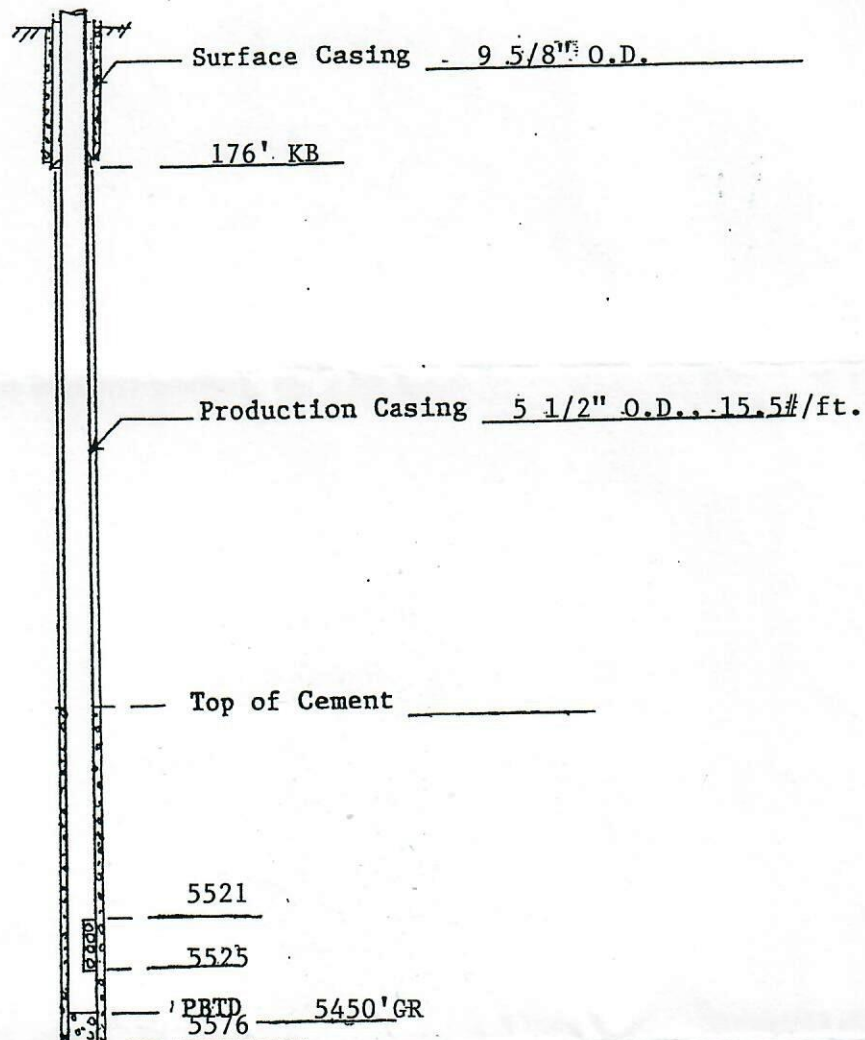 Surface Casing - 9 5/8" O.D.
176' KB
Production Casing 5 1/2" O.D., 15.5#/ft.
Top of Cement
5521
5525
PBTD 5450'GR
5576